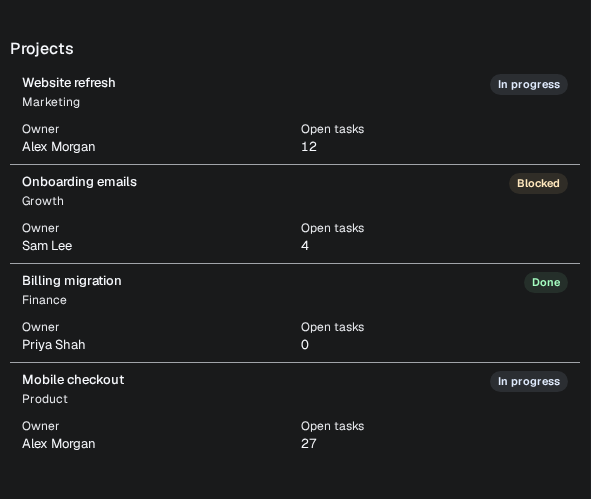 Projects
Website refresh In progress
Marketing
Owner Open tasks
Alex Morgan 12
Onboarding emails Blocked
Growth
Owner Open tasks
Sam Lee 4
Billing migration Done
Finance
Owner Open tasks
Priya Shah 0
Mobile checkout In progress
Product
Owner Open tasks
Alex Morgan 27